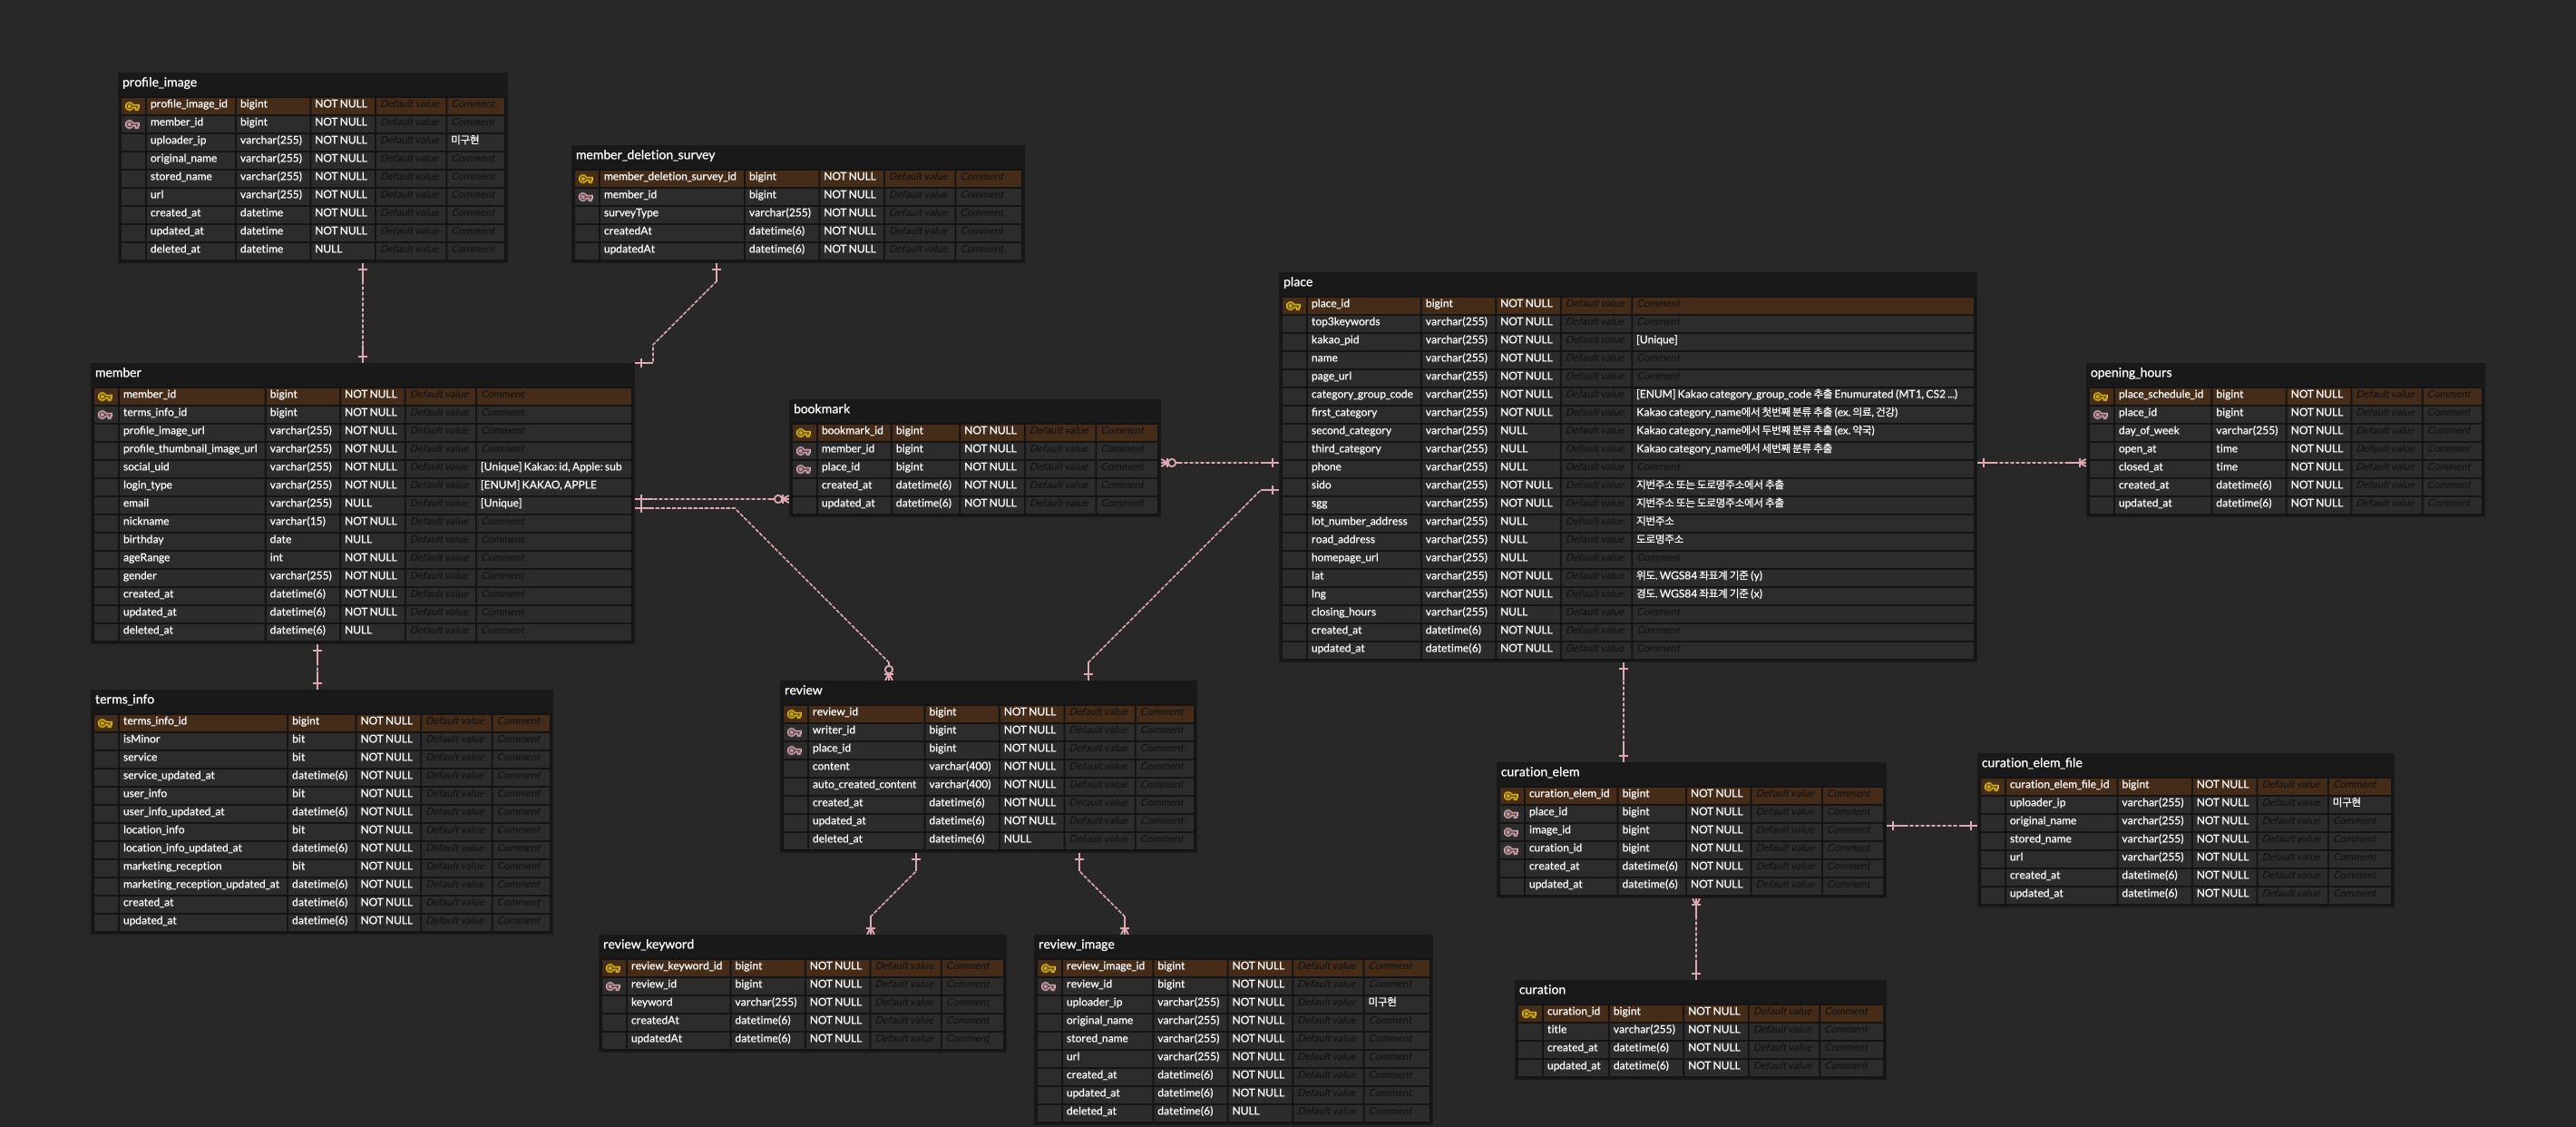 profile_image
profile_image_id bigint NOT NULL Default value Comment
member_id bigint NOT NULL Default value Comment
uploader_ip varchar(255) NOT NULL Default value 미구현
original_name varchar(255) NOT NULL Default value Comment
stored_name varchar(255) NOT NULL Default value Comment
url varchar(255) NOT NULL Default value Comment
created_at datetime NOT NULL Default value Comment
updated_at datetime NOT NULL Default value Comment
deleted_at datetime NULL Default value Comment
member_deletion_survey
member_deletion_survey_id bigint NOT NULL Default value Comment
member_id bigint NOT NULL Default value Comment
surveyType varchar(255) NOT NULL Default value Comment
createdAt datetime(6) NOT NULL Default value Comment
updatedAt datetime(6) NOT NULL Default value Comment
member
member_id bigint NOT NULL Default value Comment
terms_info_id bigint NOT NULL Default value Comment
profile_image_url varchar(255) NOT NULL Default value Comment
profile_thumbnail_image_url varchar(255) NOT NULL Default value Comment
social_uid varchar(255) NOT NULL Default value [Unique] Kakao: id, Apple: sub
login_type varchar(255) NOT NULL Default value [ENUM] KAKAO, APPLE
email varchar(255) NULL Default value [Unique]
nickname varchar(15) NOT NULL Default value Comment
birthday date NULL Default value Comment
ageRange int NOT NULL Default value Comment
gender varchar(255) NOT NULL Default value Comment
created_at datetime(6) NOT NULL Default value Comment
updated_at datetime(6) NOT NULL Default value Comment
deleted_at datetime(6) NULL Default value Comment
bookmark
bookmark_id bigint NOT NULL Default value Comment
member_id bigint NOT NULL Default value Comment
place_id bigint NOT NULL Default value Comment
created_at datetime(6) NOT NULL Default value Comment
updated_at datetime(6) NOT NULL Default value Comment
place
place_id bigint NOT NULL Default value Comment
top3keywords varchar(255) NOT NULL Default value Comment
kakao_pid varchar(255) NOT NULL Default value [Unique]
name varchar(255) NOT NULL Default value Comment
page_url varchar(255) NOT NULL Default value Comment
category_group_code varchar(255) NOT NULL Default value [ENUM] Kakao category_group_code 추출 Enumurated (MT1, CS2 ...)
first_category varchar(255) NOT NULL Default value Kakao category_name에서 첫번째 분류 추출 (ex. 의료, 건강)
second_category varchar(255) NULL Default value Kakao category_name에서 두번째 분류 추출 (ex. 약국)
third_category varchar(255) NULL Default value Kakao category_name에서 세번째 분류 추출
phone varchar(255) NULL Default value Comment
sido varchar(255) NOT NULL Default value 지번주소 또는 도로명주소에서 추출
sgg varchar(255) NOT NULL Default value 지번주소 또는 도로명주소에서 추출
lot_number_address varchar(255) NULL Default value 지번주소
road_address varchar(255) NULL Default value 도로명주소
homepage_url varchar(255) NULL Default value Comment
lat varchar(255) NOT NULL Default value 위도. WGS84 좌표계 기준 (y)
lng varchar(255) NOT NULL Default value 경도. WGS84 좌표계 기준 (x)
closing_hours varchar(255) NULL Default value Comment
created_at datetime(6) NOT NULL Default value Comment
updated_at datetime(6) NOT NULL Default value Comment
opening_hours
place_schedule_id bigint NOT NULL Default value Comment
place_id bigint NOT NULL Default value Comment
day_of_week varchar(255) NOT NULL Default value Comment
open_at time NOT NULL Default value Comment
closed_at time NOT NULL Default value Comment
created_at datetime(6) NOT NULL Default value Comment
updated_at datetime(6) NOT NULL Default value Comment
terms_info
terms_info_id bigint NOT NULL Default value Comment
isMinor bit NOT NULL Default value Comment
service bit NOT NULL Default value Comment
service_updated_at datetime(6) NOT NULL Default value Comment
user_info bit NOT NULL Default value Comment
user_info_updated_at datetime(6) NOT NULL Default value Comment
location_info bit NOT NULL Default value Comment
location_info_updated_at datetime(6) NOT NULL Default value Comment
marketing_reception bit NOT NULL Default value Comment
marketing_reception_updated_at datetime(6) NOT NULL Default value Comment
created_at datetime(6) NOT NULL Default value Comment
updated_at datetime(6) NOT NULL Default value Comment
review
review_id bigint NOT NULL Default value Comment
writer_id bigint NOT NULL Default value Comment
place_id bigint NOT NULL Default value Comment
content varchar(400) NOT NULL Default value Comment
auto_created_content varchar(400) NOT NULL Default value Comment
created_at datetime(6) NOT NULL Default value Comment
updated_at datetime(6) NOT NULL Default value Comment
deleted_at datetime(6) NULL Default value Comment
curation_elem
curation_elem_id bigint NOT NULL Default value Comment
place_id bigint NOT NULL Default value Comment
image_id bigint NOT NULL Default value Comment
curation_id bigint NOT NULL Default value Comment
created_at datetime(6) NOT NULL Default value Comment
updated_at datetime(6) NOT NULL Default value Comment
curation_elem_file
curation_elem_file_id bigint NOT NULL Default value Comment
uploader_ip varchar(255) NOT NULL Default value 미구현
original_name varchar(255) NOT NULL Default value Comment
stored_name varchar(255) NOT NULL Default value Comment
url varchar(255) NOT NULL Default value Comment
created_at datetime(6) NOT NULL Default value Comment
updated_at datetime(6) NOT NULL Default value Comment
review_keyword
review_keyword_id bigint NOT NULL Default value Comment
review_id bigint NOT NULL Default value Comment
keyword varchar(255) NOT NULL Default value Comment
createdAt datetime(6) NOT NULL Default value Comment
updatedAt datetime(6) NOT NULL Default value Comment
review_image
review_image_id bigint NOT NULL Default value Comment
review_id bigint NOT NULL Default value Comment
uploader_ip varchar(255) NOT NULL Default value 미구현
original_name varchar(255) NOT NULL Default value Comment
stored_name varchar(255) NOT NULL Default value Comment
url varchar(255) NOT NULL Default value Comment
created_at datetime(6) NOT NULL Default value Comment
updated_at datetime(6) NOT NULL Default value Comment
deleted_at datetime(6) NULL Default value Comment
curation
curation_id bigint NOT NULL Default value Comment
title varchar(255) NOT NULL Default value Comment
created_at datetime(6) NOT NULL Default value Comment
updated_at datetime(6) NOT NULL Default value Comment